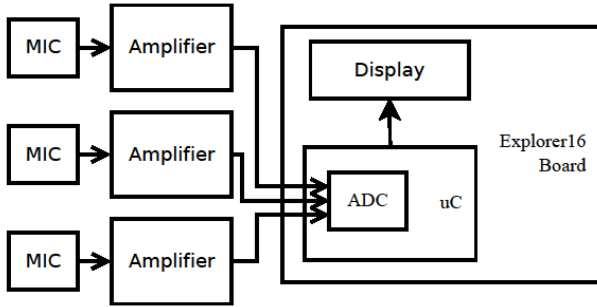 MIC
Amplifier
Display
MIC
Amplifier
Explorer16
Board
ADC
uC
MIC
Amplifier